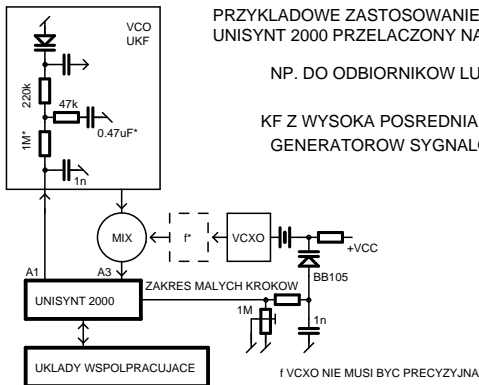 PRZYKLADOWE ZASTOSOWANIE
UNISYNT 2000 PRZELACZONY NA
NP. DO ODBIORNIKOW LU
KF Z WYSOKA POSREDNIA
GENERATOROW SYGNAL
VCO
UKF
220k
47k
0.47uF*
1M*
1n
MIX
f*
VCXO
+VCC
BB105
A1
A3
ZAKRES MALYCH KROKOW
UNISYNT 2000
1M
1n
UKLADY WSPOLPRACUJACE
f VCXO NIE MUSI BYC PRECYZYJNA